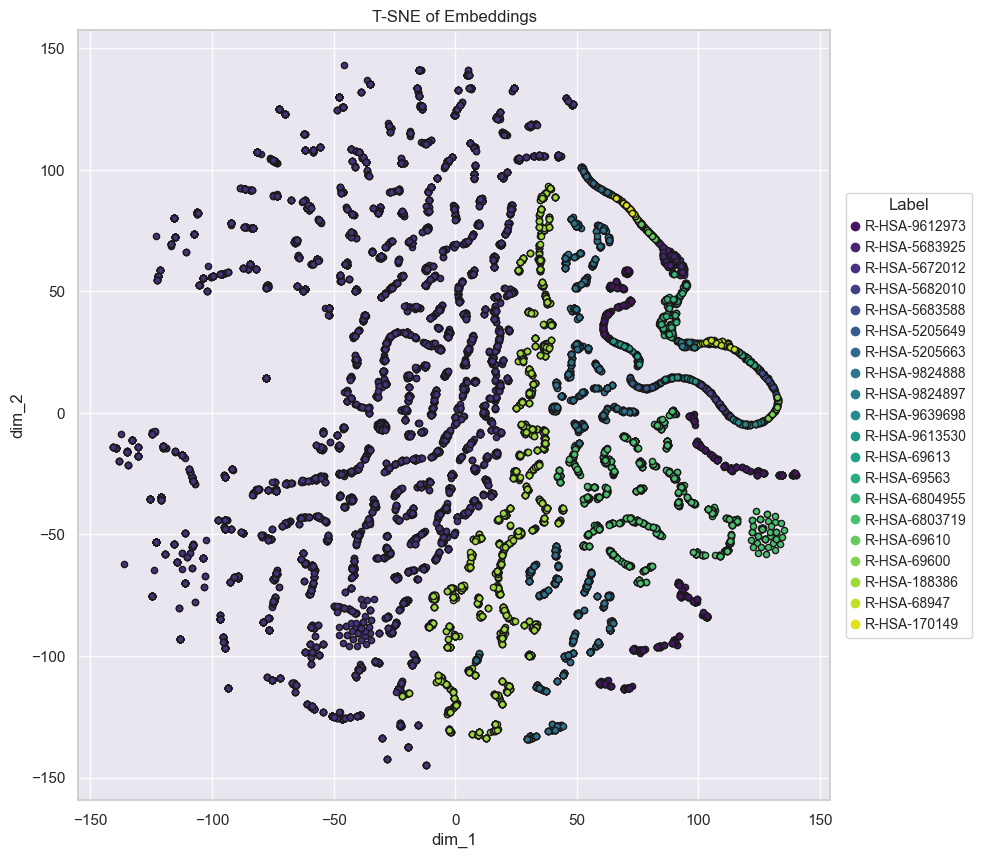 T-SNE of Embeddings
150
100
50
0
−50
−100
−150
dim_2
−150
−100
−50
0
50
100
150
dim_1
Label
R-HSA-9612973
R-HSA-5683925
R-HSA-5672012
R-HSA-5682010
R-HSA-5683588
R-HSA-5205649
R-HSA-5205663
R-HSA-9824888
R-HSA-9824897
R-HSA-9639698
R-HSA-9613530
R-HSA-69613
R-HSA-69563
R-HSA-6804955
R-HSA-6803719
R-HSA-69610
R-HSA-69600
R-HSA-188386
R-HSA-68947
R-HSA-170149